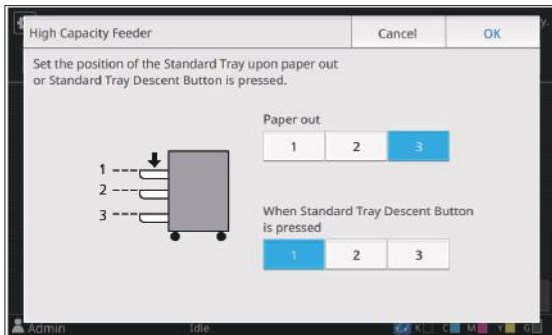 High Capacity Feeder
Cancel
OK
Set the position of the Standard Tray upon paper out
or Standard Tray Descent Button is pressed.
Paper out
1 2 3
1
2
3
When Standard Tray Descent Button
is pressed
1 2 3
Admin Idle K C M Y G